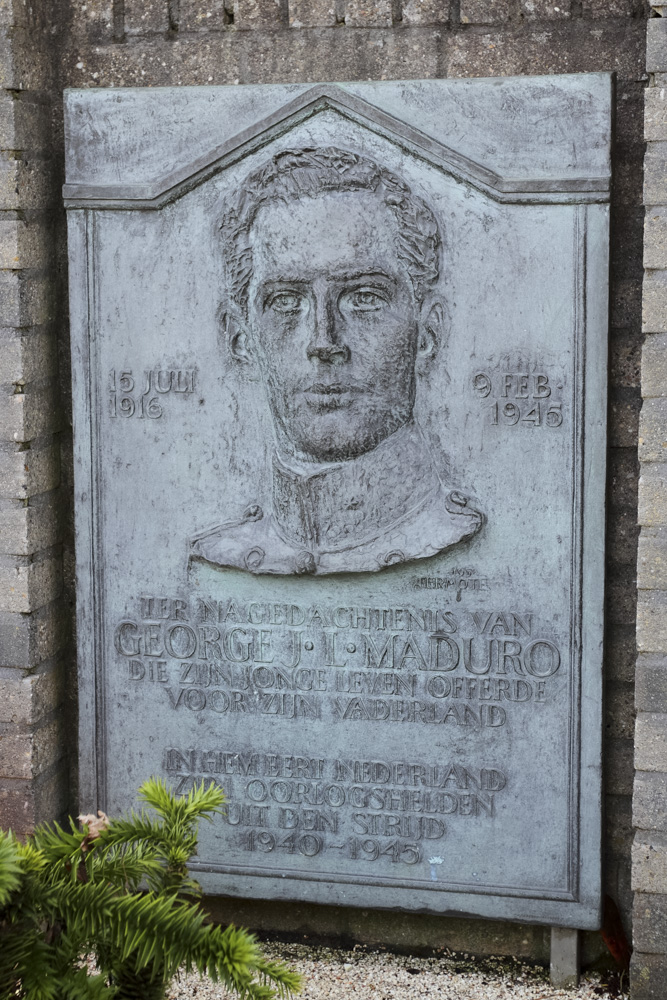 15 JULI
1916
9 FEB
1945
TER NAGEDACHTENIS VAN
GEORGE J · L · MADURO
DIE ZIJN JONGE LEVEN OFFERDE
VOOR ZIJN VADERLAND
IN HEM EERT NEDERLAND
ZIJN OORLOGSHELDEN
UIT DEN STRIJD
1940-1945